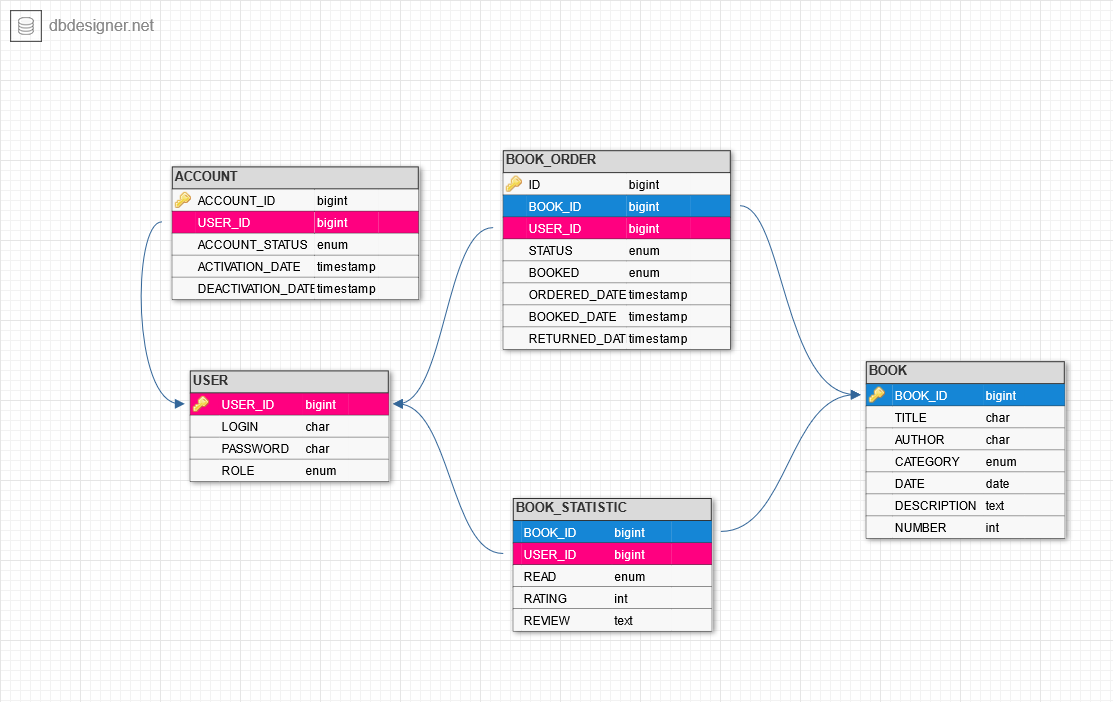 dbdesigner.net
ACCOUNT
ACCOUNT_ID bigint
USER_ID bigint
ACCOUNT_STATUS enum
ACTIVATION_DATE timestamp
DEACTIVATION_DATE timestamp
BOOK_ORDER
ID bigint
BOOK_ID bigint
USER_ID bigint
STATUS enum
BOOKED enum
ORDERED_DATE timestamp
BOOKED_DATE timestamp
RETURNED_DAT timestamp
USER
USER_ID bigint
LOGIN char
PASSWORD char
ROLE enum
BOOK_STATISTIC
BOOK_ID bigint
USER_ID bigint
READ enum
RATING int
REVIEW text
BOOK
BOOK_ID bigint
TITLE char
AUTHOR char
CATEGORY enum
DATE date
DESCRIPTION text
NUMBER int